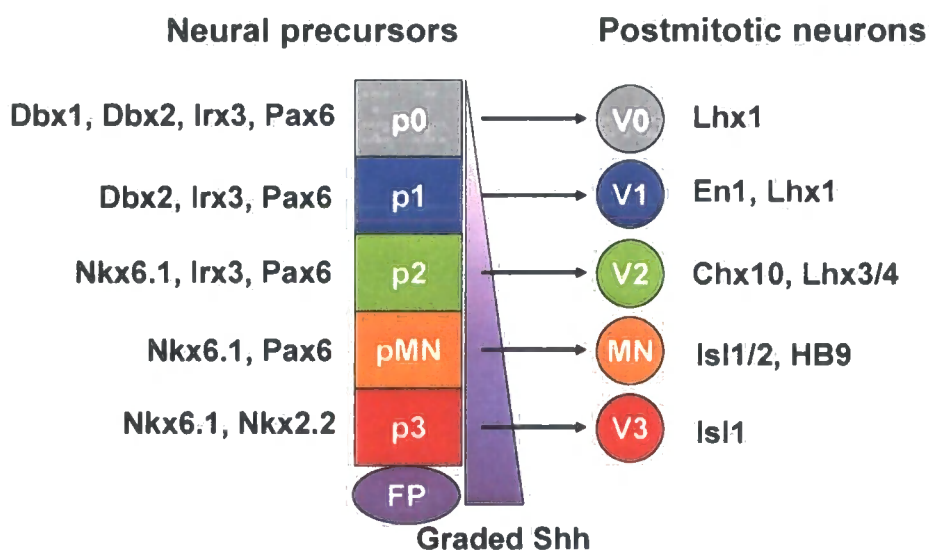 Neural precursors Postmitotic neurons
Dbx1, Dbx2, Irx3, Pax6 p0 V0 Lhx1
Dbx2, Irx3, Pax6 p1 V1 En1, Lhx1
Nkx6.1, Irx3, Pax6 p2 V2 Chx10, Lhx3/4
Nkx6.1, Pax6 pMN MN Isl1/2, HB9
Nkx6.1, Nkx2.2 p3 V3 Isl1
FP
Graded Shh